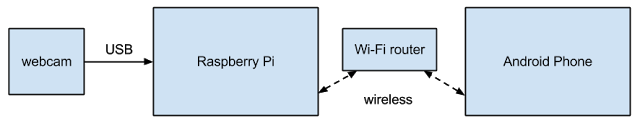 webcam
USB
Raspberry Pi
Wi-Fi router
wireless
Android Phone